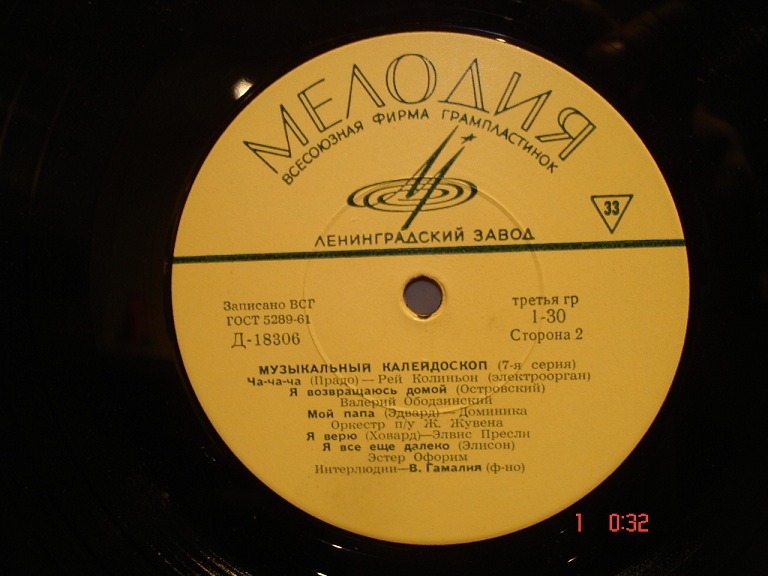 МЕЛОДИЯ
ВСЕСОЮЗНАЯ ФИРМА ГРАМПЛАСТИНОК
33
ЛЕНИНГРАДСКИЙ ЗАВОД
Записано ВСГ
ГОСТ 5289-61
Д-18306
третья гр
1-30
Сторона 2
МУЗЫКАЛЬНЫЙ КАЛЕЙДОСКОП (7-я серия)
Ча-ча-ча (Прадо) — Рей Колиньон (электроорган)
Я возвращаюсь домой (Островский)
Валерий Ободзинский
Мой папа (Эдвард) — Доминика
Оркестр п/у Ж. Жувена
Я верю (Ховард)—Элвис Пресли
Я все еще далеко (Элисон)
Эстер Офорим
Интерлюдии—В. Гамалия (ф-но)
1 0:32